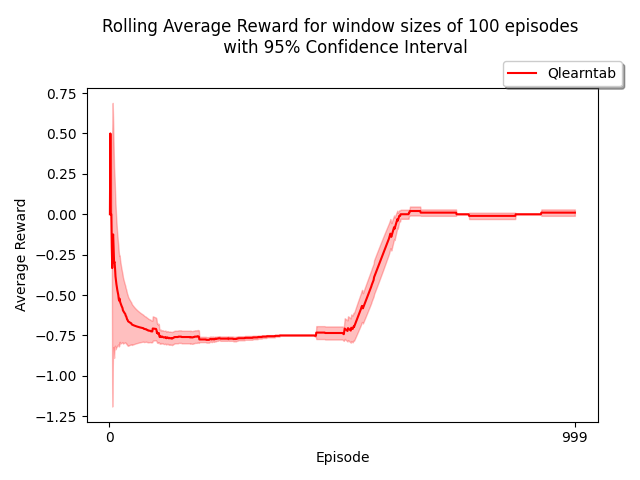 Rolling Average Reward for window sizes of 100 episodes
with 95% Confidence Interval
Qlearntab
0.75
0.50
0.25
0.00
−0.25
−0.50
−0.75
−1.00
−1.25
Average Reward
0
999
Episode